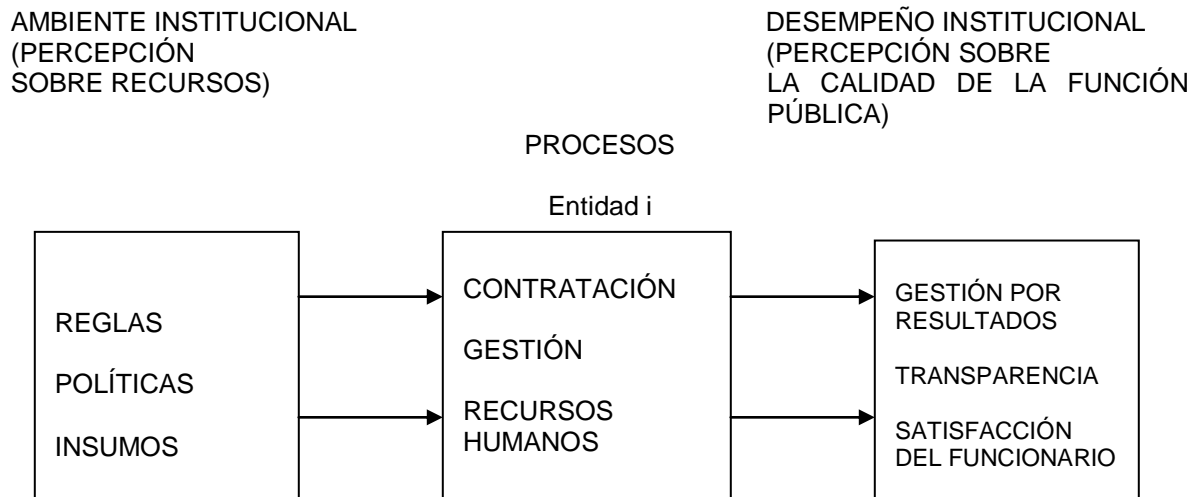 AMBIENTE INSTITUCIONAL
(PERCEPCIÓN
SOBRE RECURSOS)
DESEMPEÑO INSTITUCIONAL
(PERCEPCIÓN SOBRE
LA CALIDAD DE LA FUNCIÓN
PÚBLICA)
PROCESOS
Entidad i
REGLAS
POLÍTICAS
INSUMOS
CONTRATACIÓN
GESTIÓN
RECURSOS
HUMANOS
GESTIÓN POR
RESULTADOS
TRANSPARENCIA
SATISFACCIÓN
DEL FUNCIONARIO